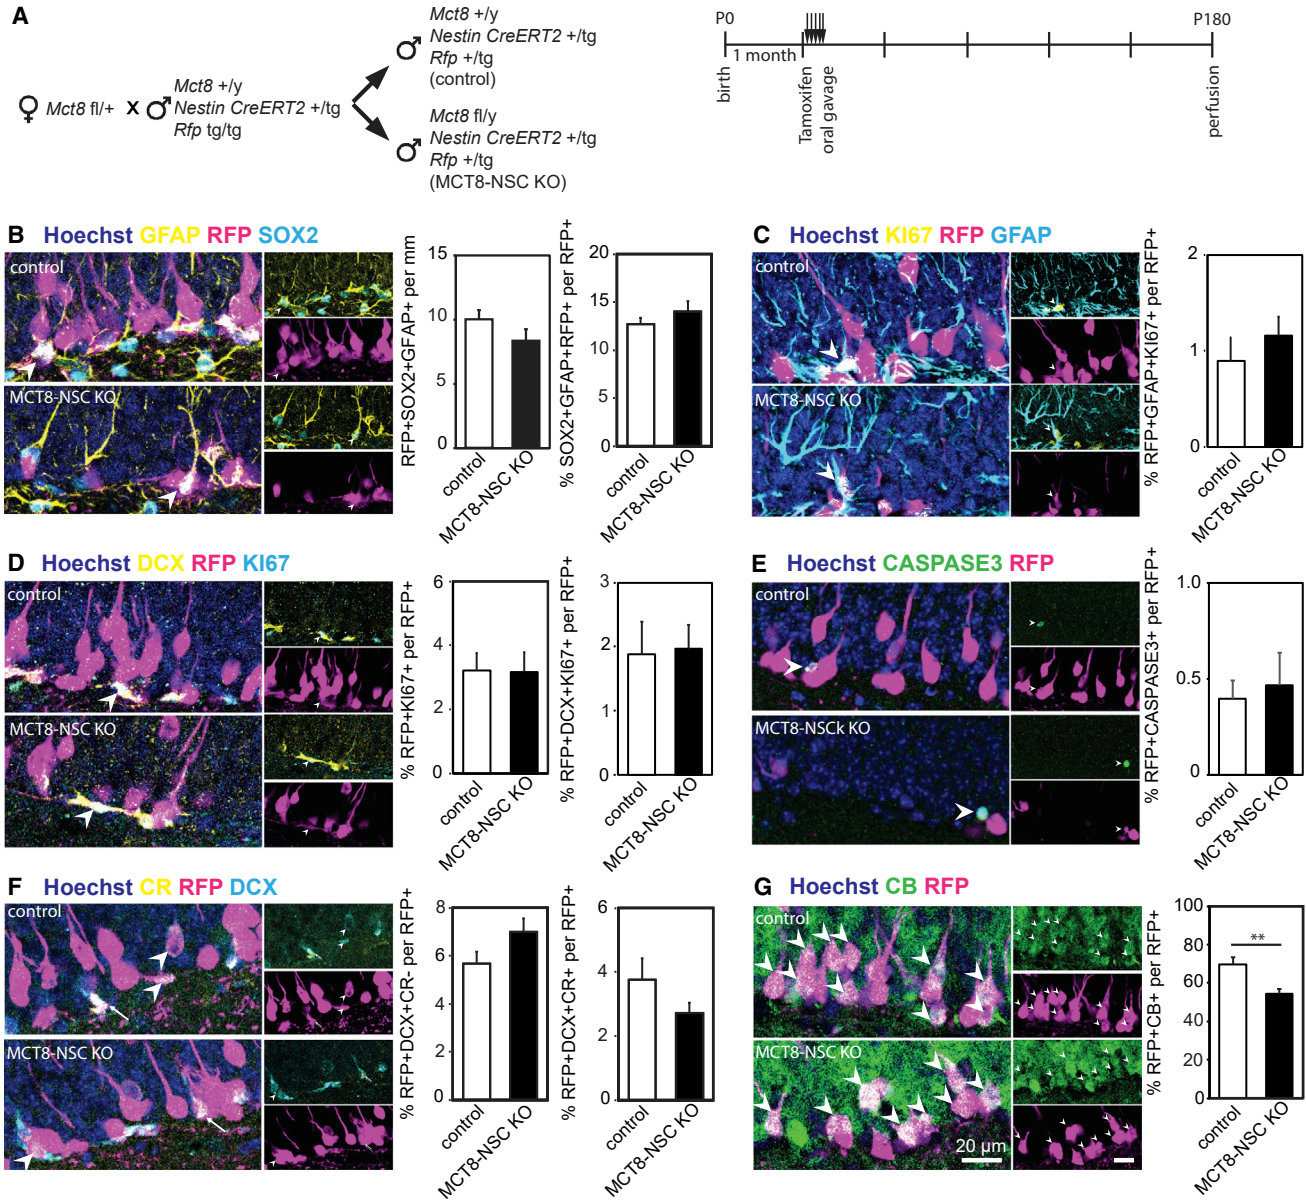 A
♀ Mct8 fl/+ X ♂ Mct8 +/y
Nestin CreERT2 +/tg
Rfp tg/tg
♂ Mct8 +/y
Nestin CreERT2 +/tg
Rfp +/tg
(control)
♂ Mct8 fl/y
Nestin CreERT2 +/tg
Rfp +/tg
(MCT8-NSC KO)
P0
P180
1 month
birth
Tamoxifen
oral gavage
perfusion
B Hoechst GFAP RFP SOX2
control
MCT8-NSC KO
RFP+SOX2+GFAP+ per mm
15
10
5
0
control
MCT8-NSC KO
% SOX2+GFAP+RFP+ per RFP+
20
15
10
5
0
control
MCT8-NSC KO
C Hoechst KI67 RFP GFAP
control
MCT8-NSC KO
% RFP+GFAP+KI67+ per RFP+
2
1
0
control
MCT8-NSC KO
D Hoechst DCX RFP KI67
control
MCT8-NSC KO
% RFP+KI67+ per RFP+
6
4
2
0
control
MCT8-NSC KO
% RFP+DCX+KI67+ per RFP+
3
2
1
0
control
MCT8-NSC KO
E Hoechst CASPASE3 RFP
control
MCT8-NSCk KO
% RFP+CASPASE3+ per RFP+
1.0
0.5
0
control
MCT8-NSC KO
F Hoechst CR RFP DCX
control
MCT8-NSC KO
% RFP+DCX+CR- per RFP+
8
6
4
2
0
control
MCT8-NSC KO
% RFP+DCX+CR+ per RFP+
6
4
2
0
control
MCT8-NSC KO
G Hoechst CB RFP
control
MCT8-NSC KO
20 µm
% RFP+CB+ per RFP+
100
80
60
40
20
0
**
control
MCT8-NSC KO